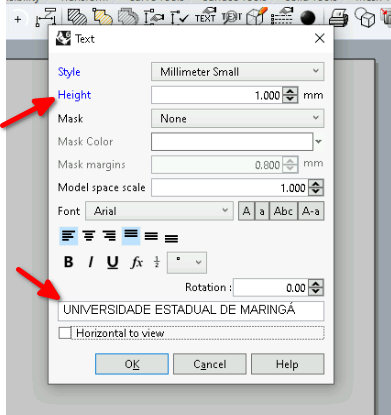 Text
Style Millimeter Small
Height 1.000 mm
Mask None
Mask Color
Mask margins 0.800 mm
Model space scale 1.000
Font Arial A a Abc A-a
B I U fx ½ °
Rotation : 0.00
UNIVERSIDADE ESTADUAL DE MARINGÁ
Horizontal to view
OK Cancel Help